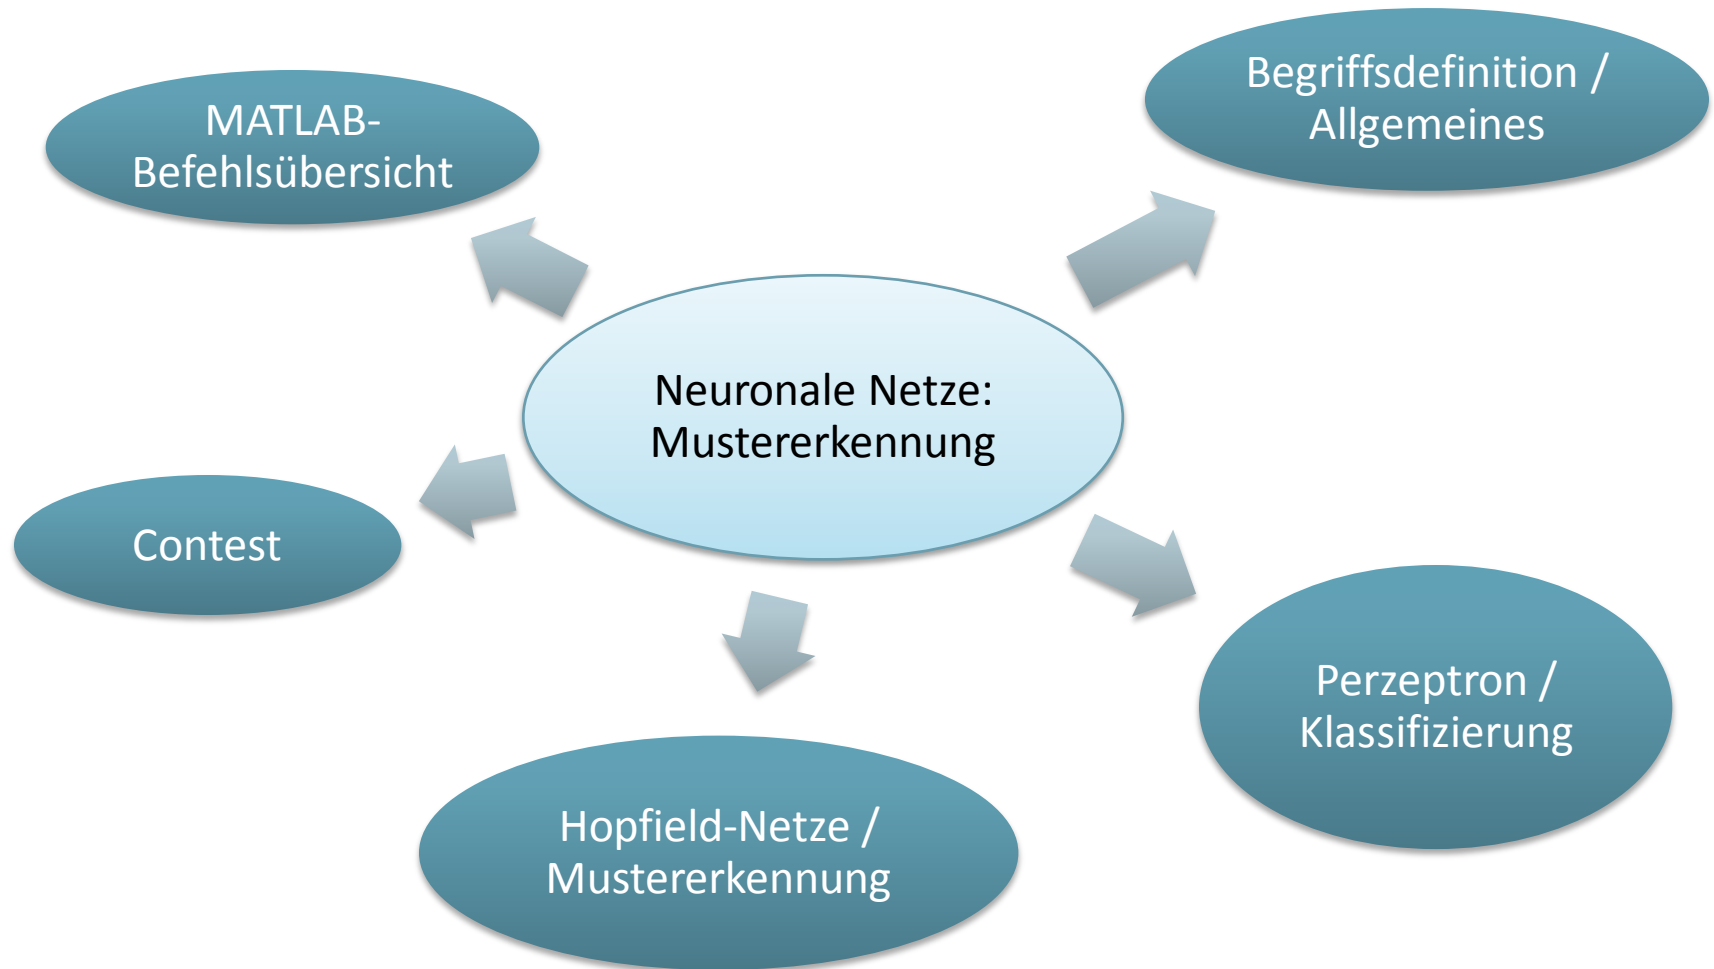 MATLAB-
Befehlsübersicht
Begriffsdefinition /
Allgemeines
Neuronale Netze:
Mustererkennung
Contest
Perzeptron /
Klassifizierung
Hopfield-Netze /
Mustererkennung